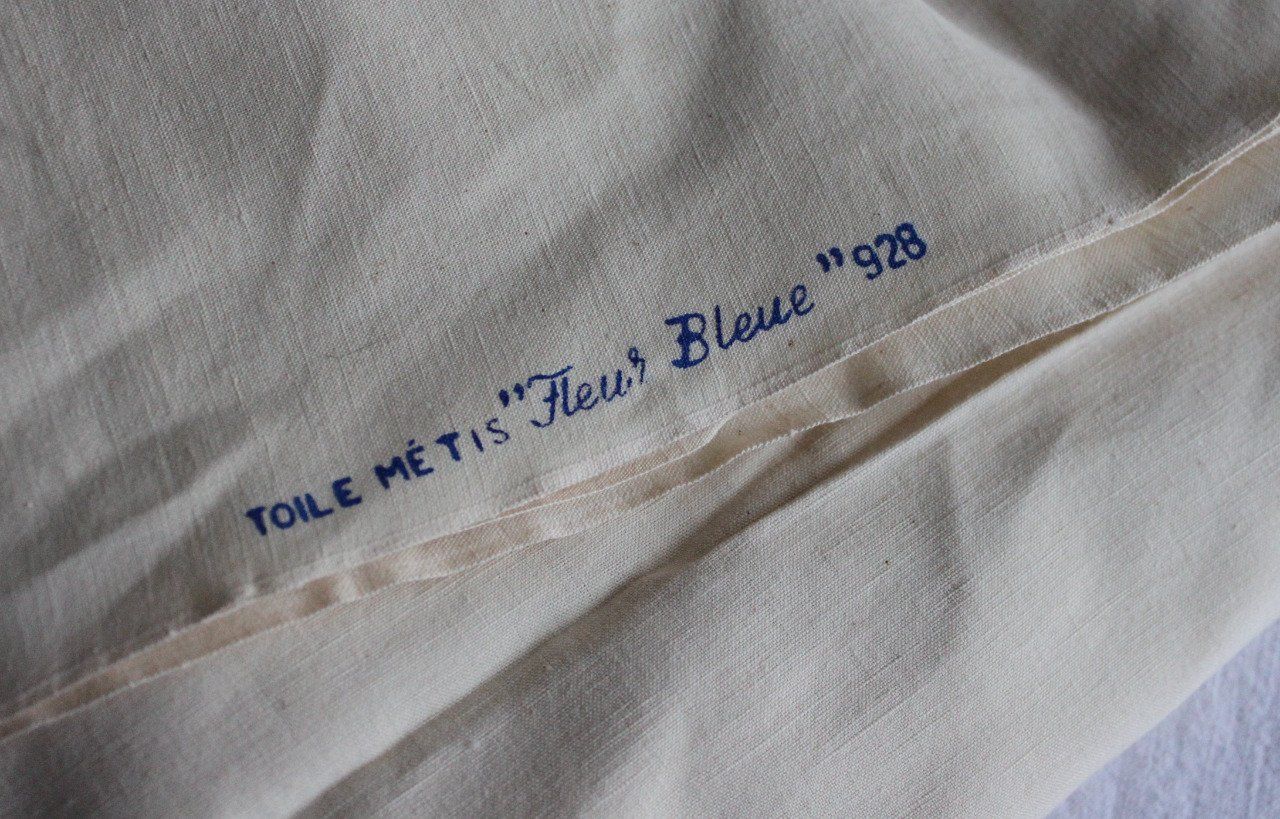 TOILE MÉTIS "Fleur Bleue" 928